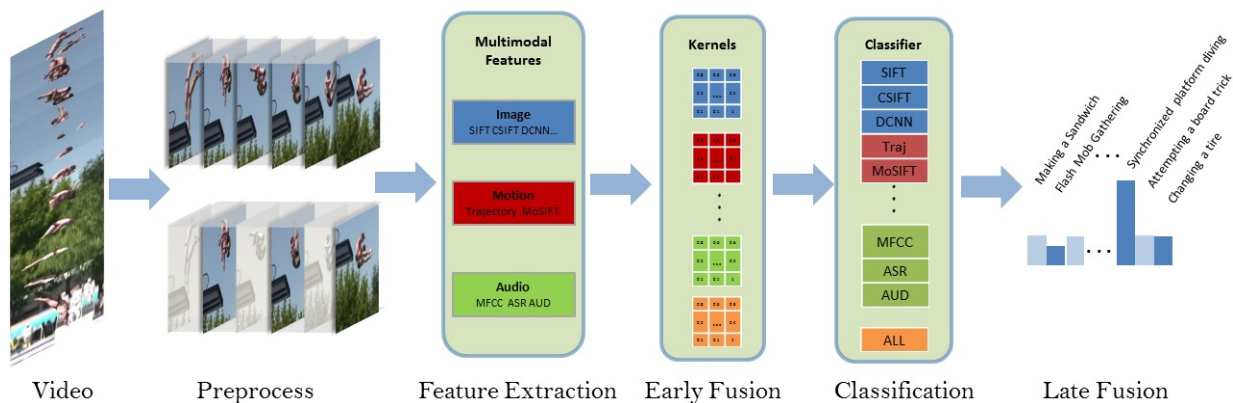 Multimodal
Features
Image
SIFT CSIFT DCNN...
Motion
Trajectory MoSIFT
Audio
MFCC ASR AUD
Kernels
...
...
...
...
Classifier
SIFT
CSIFT
DCNN
Traj
MoSIFT
MFCC
ASR
AUD
ALL
Making a Sandwich
Flash Mob Gathering
...
Synchronized platform diving
Attempting a board trick
Changing a tire
...
Video
Preprocess
Feature Extraction
Early Fusion
Classification
Late Fusion